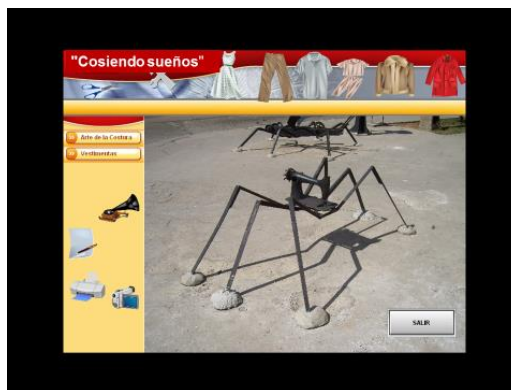 "Cosiendo sueños"
Arte de la Costura
Vestimentas
SALIR